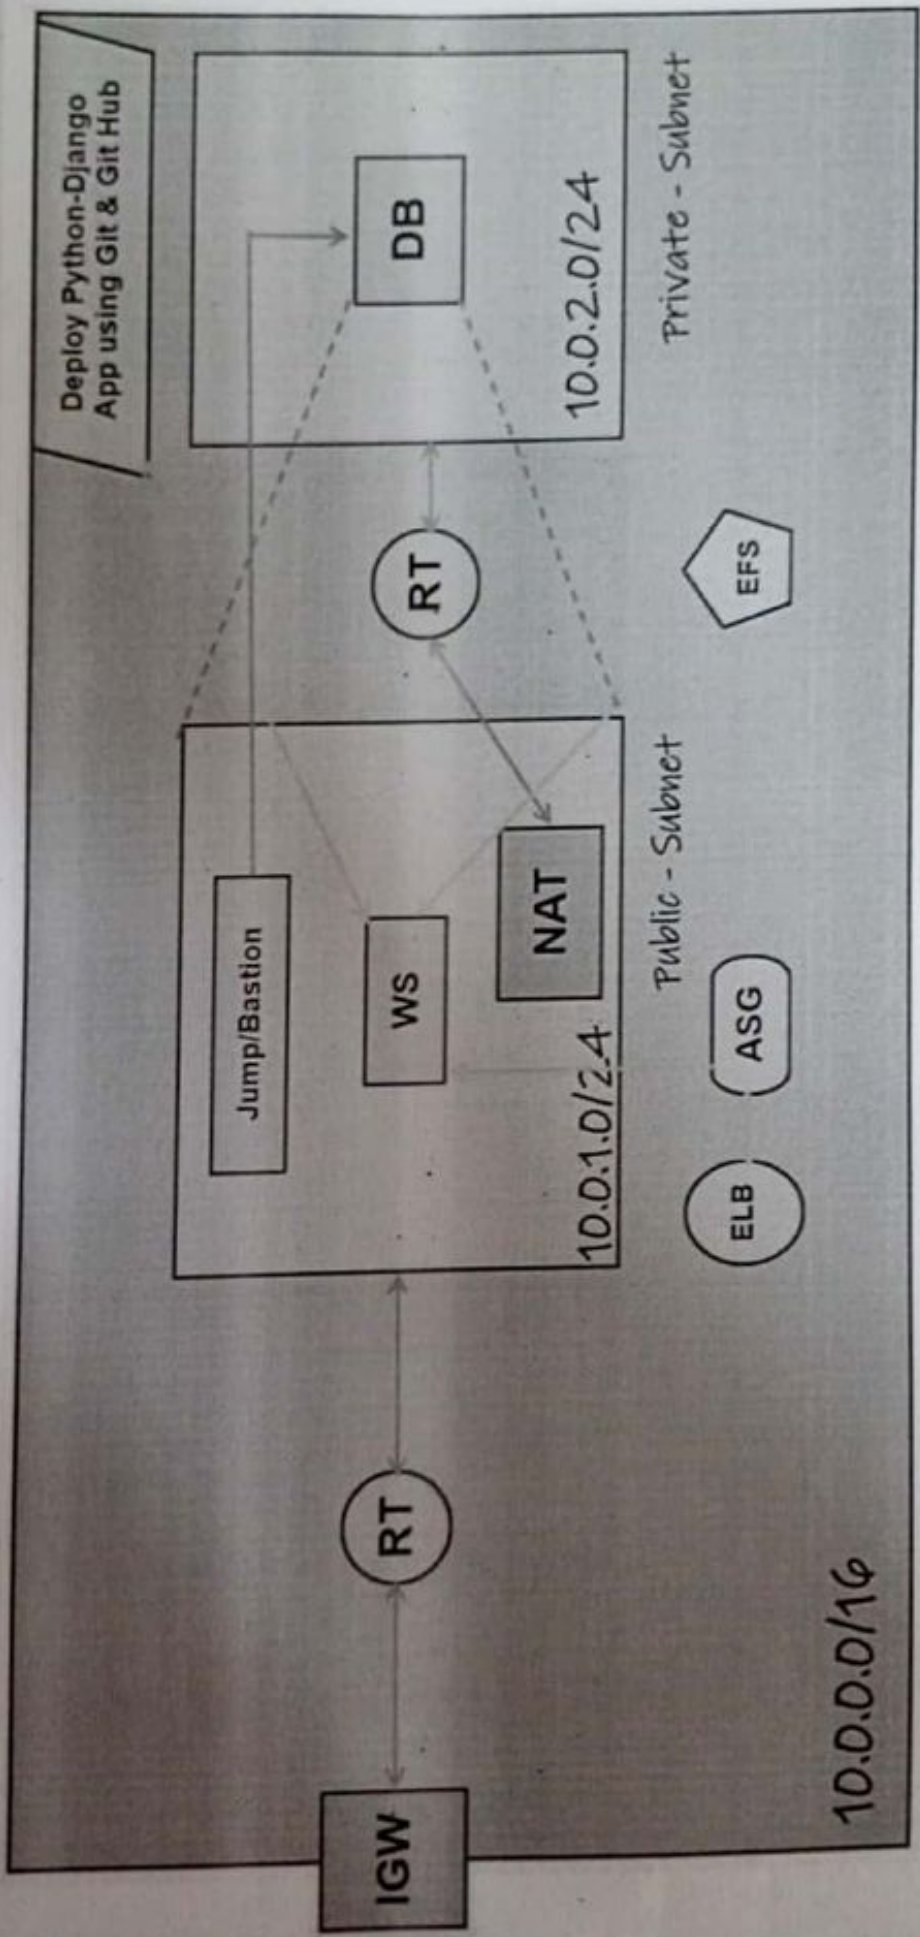 Deploy Python-Django
App using Git & Git Hub
IGW
RT
Jump/Bastion
WS
NAT
10.0.1.0/24
Public - Subnet
RT
DB
10.0.2.0/24
Private - Subnet
ELB
ASG
EFS
10.0.0.0/16